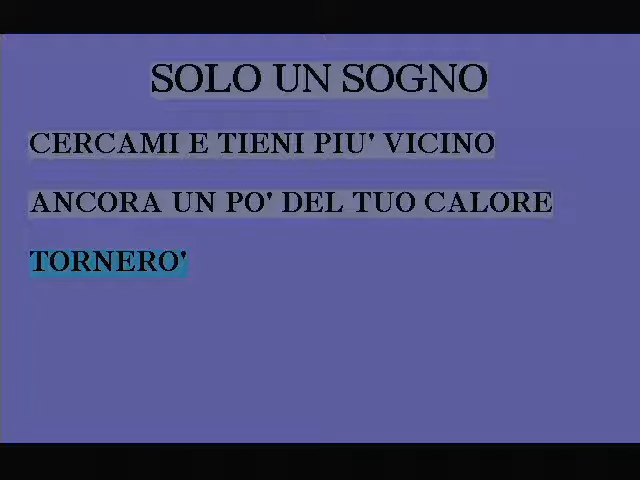 SOLO UN SOGNO
CERCAMI E TIENI PIU' VICINO
ANCORA UN PO' DEL TUO CALORE
TORNERO'